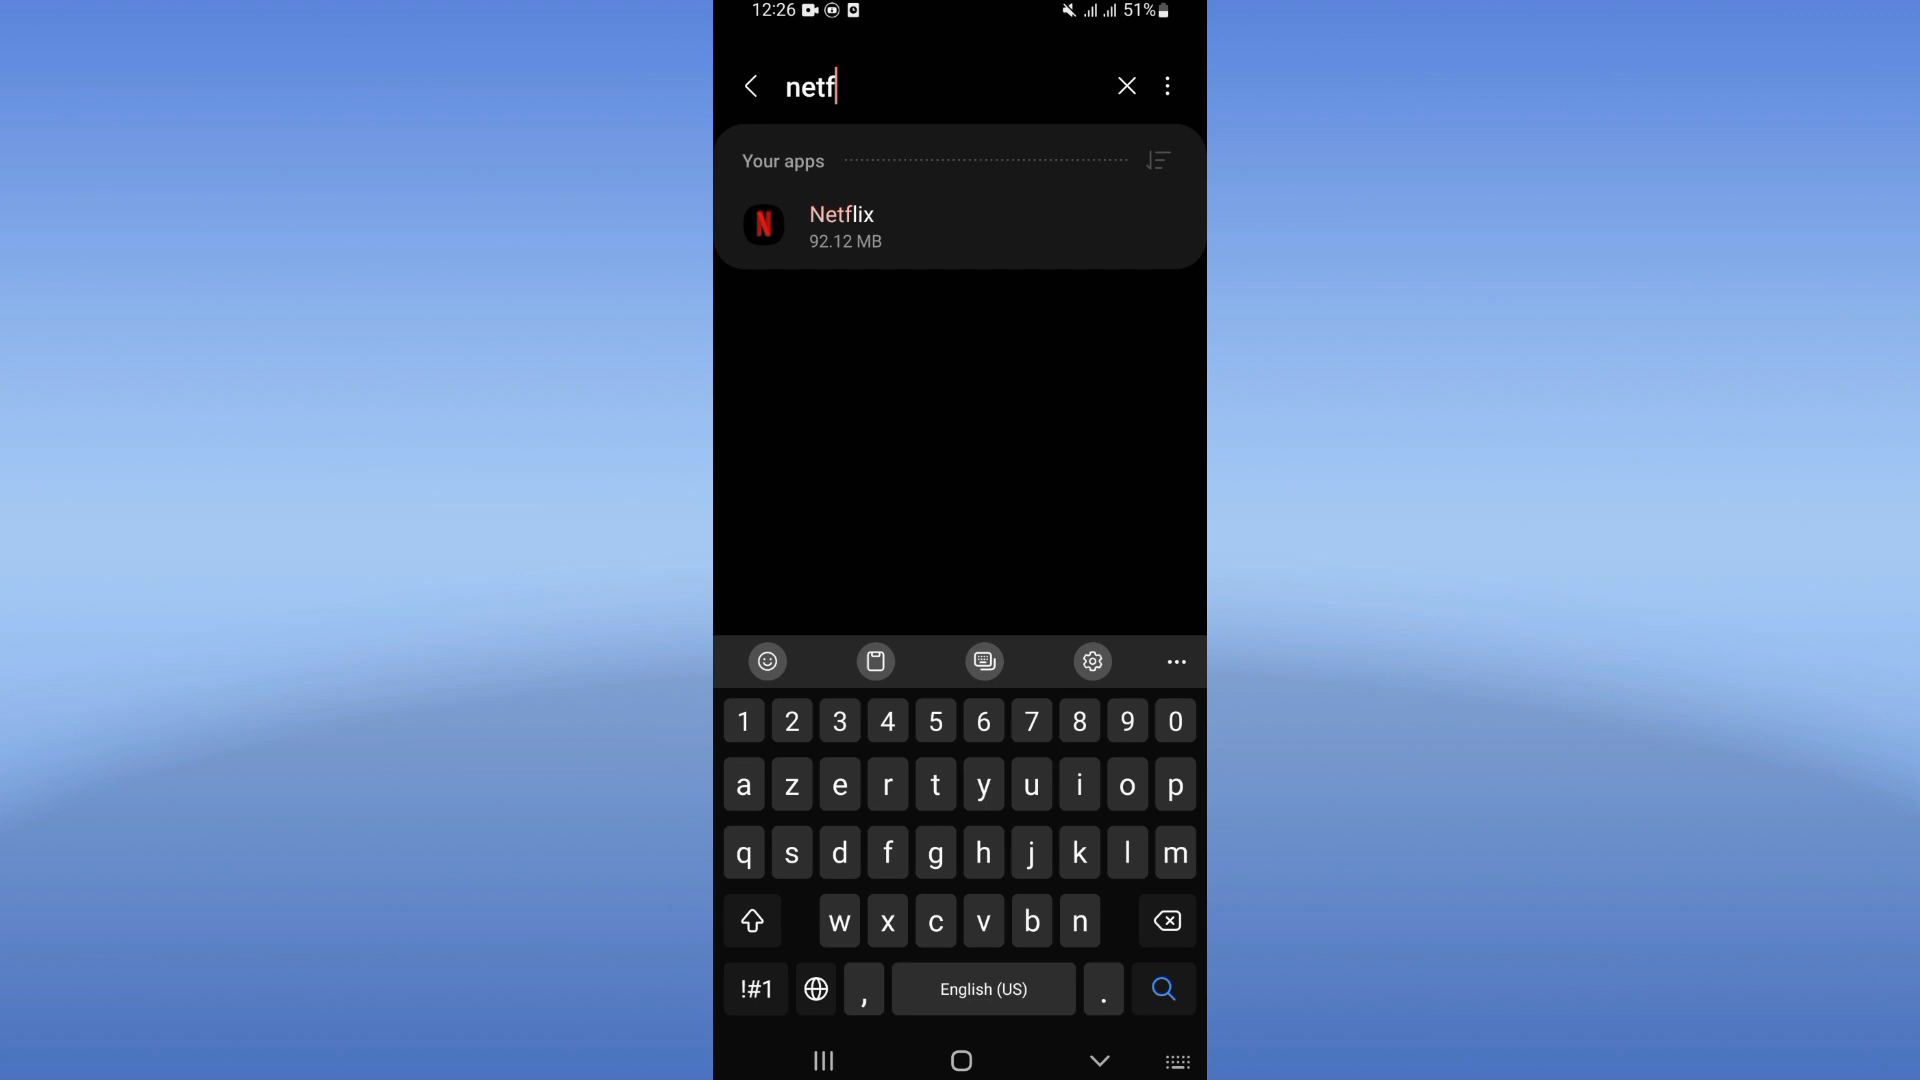 12:26 51%
netf
Your apps
N
Netflix
92.12 MB
1 2 3 4 5 6 7 8 9 0
a z e r t y u i o p
q s d f g h j k l m
w x c v b n
!#1 , English (US) .